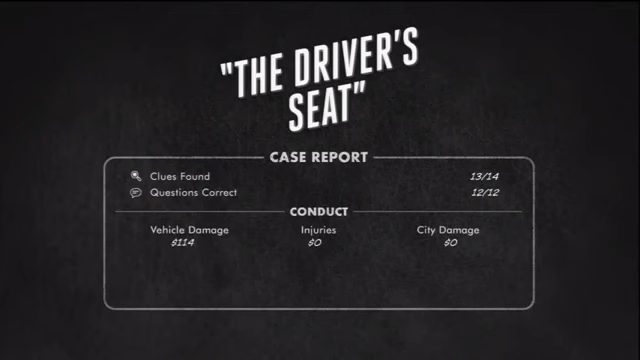 "THE DRIVER'S
SEAT"
CASE REPORT
Clues Found 13/14
Questions Correct 12/12
CONDUCT
Vehicle Damage Injuries City Damage
$114 $0 $0